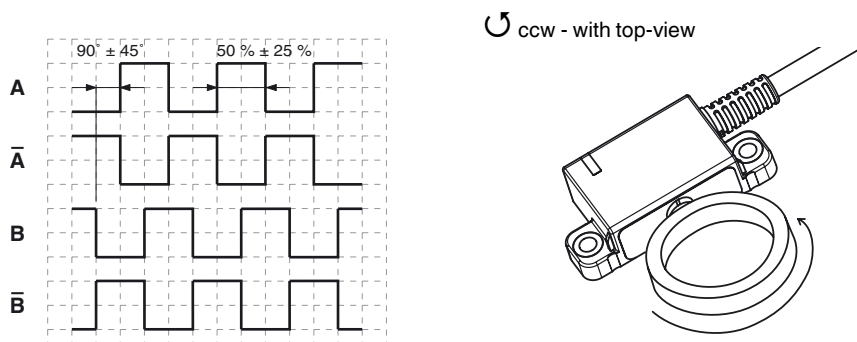 90° ± 45°
50 % ± 25 %
A
A̅
B
B̅
ccw - with top-view